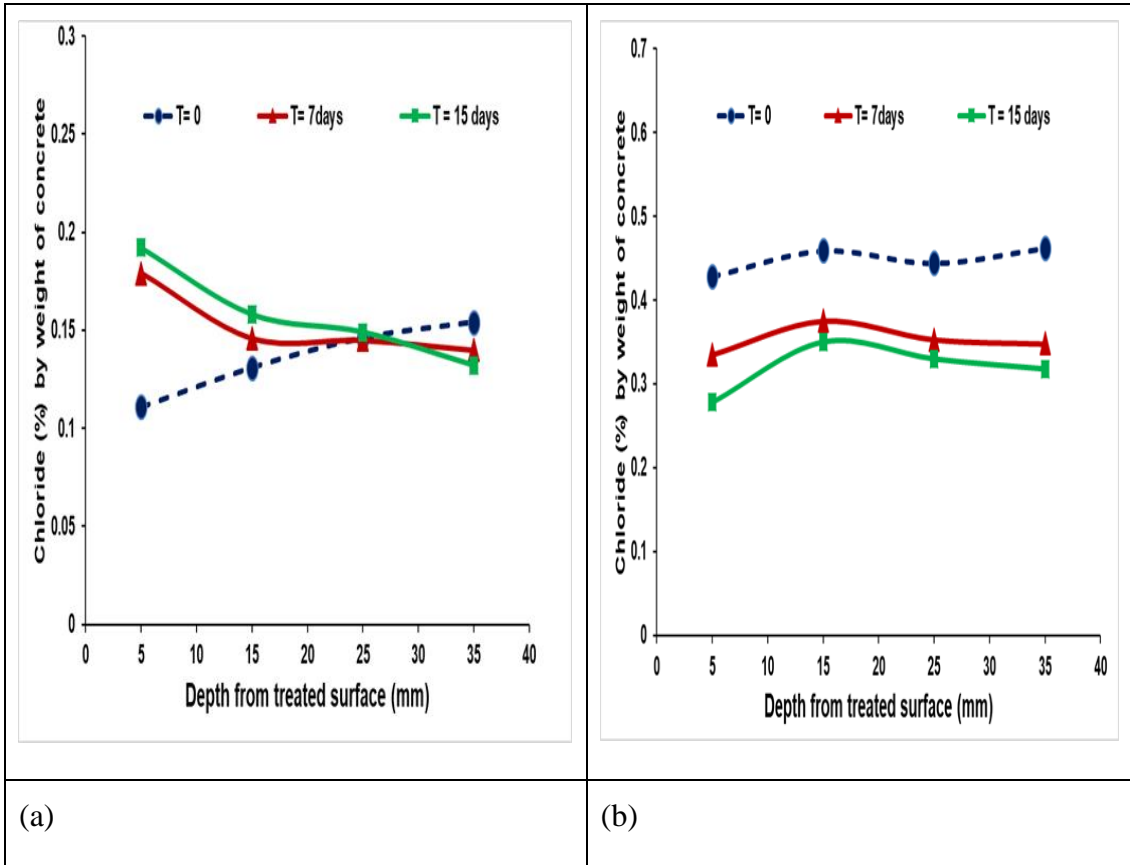 0.3
T= 0 T= 7days T = 15 days
0.25
0.2
0.15
0.1
0.05
0
Chloride (%) by weight of concrete
0 5 10 15 20 25 30 35 40
Depth from treated surface (mm)
0.7
T= 0 T= 7days T = 15 days
0.6
0.5
0.4
0.3
0.2
0.1
0
Chloride (%) by weight of concrete
0 5 10 15 20 25 30 35 40
Depth from treated surface (mm)
(a) (b)